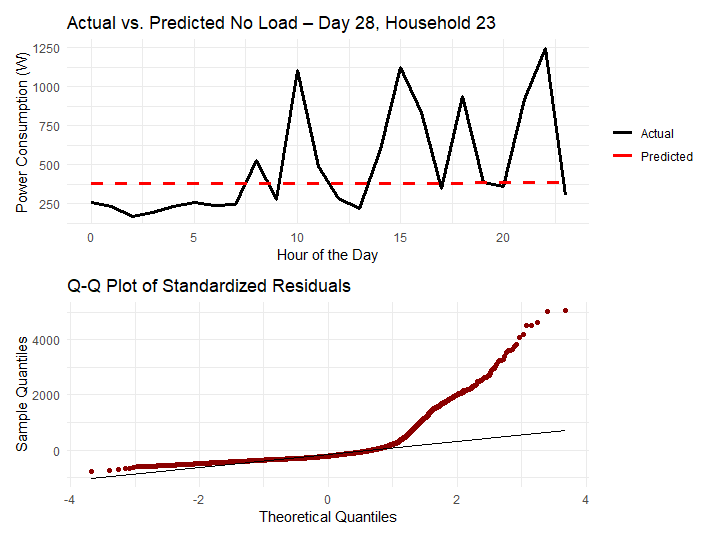 Actual vs. Predicted No Load – Day 28, Household 23
Power Consumption (W)
1250
1000
750
500
250
0
5
10
15
20
Hour of the Day
Actual
Predicted
Q-Q Plot of Standardized Residuals
Sample Quantiles
4000
2000
0
-4
-2
0
2
4
Theoretical Quantiles